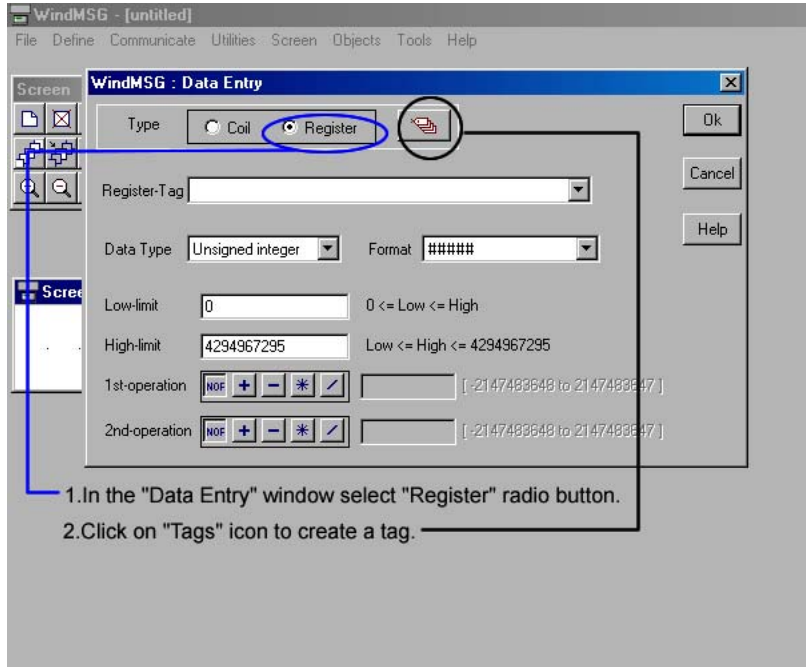 WindMSG - [untitled]
File Define Communicate Utilities Screen Objects Tools Help
Screen
WindMSG : Data Entry
Type Coil Register
Ok
Register-Tag
Cancel
Data Type Unsigned integer Format #####
Help
Scree
Low-limit 0 0 <= Low <= High
High-limit 4294967295 Low <= High <= 4294967295
1st-operation NOP + - * / [ -2147483648 to 2147483647 ]
2nd-operation NOP + - * / [ -2147483648 to 2147483647 ]
1.In the "Data Entry" window select "Register" radio button.
2.Click on "Tags" icon to create a tag.